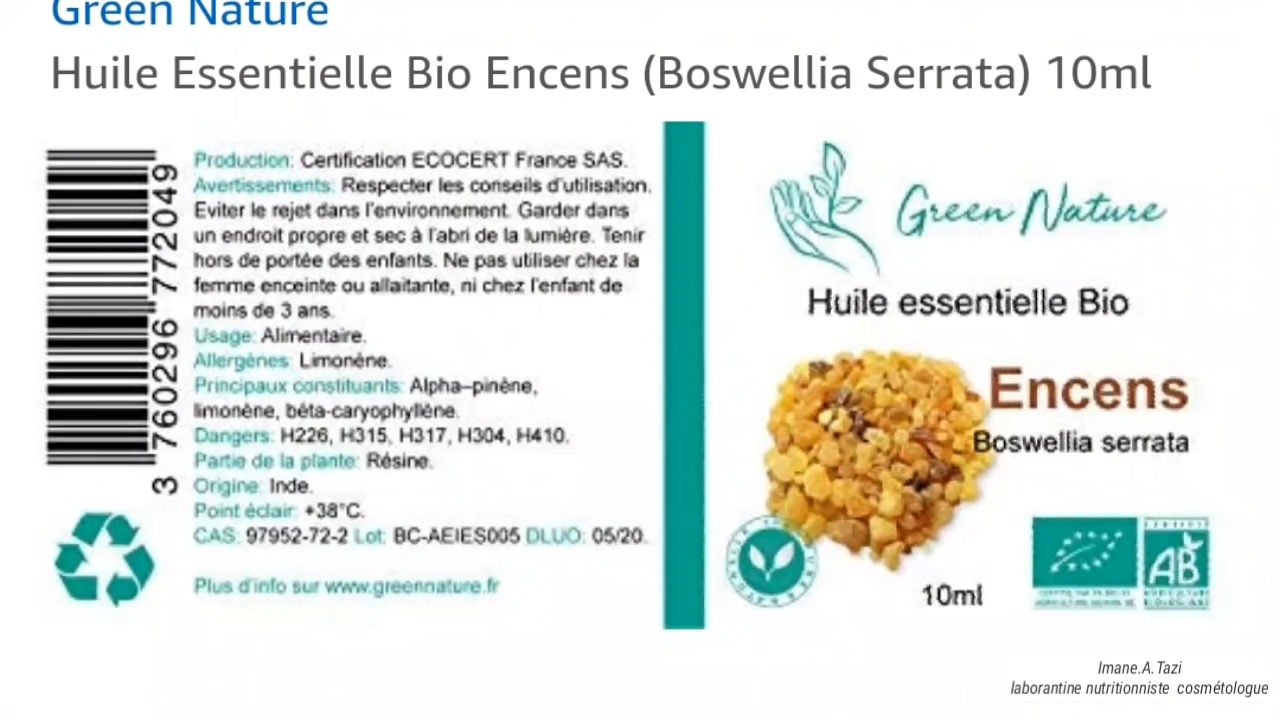 Green Nature
Huile Essentielle Bio Encens (Boswellia Serrata) 10ml
3 760296 772049
Production: Certification ECOCERT France SAS.
Avertissements: Respecter les conseils d'utilisation.
Eviter le rejet dans l'environnement. Garder dans
un endroit propre et sec à l'abri de la lumière. Tenir
hors de portée des enfants. Ne pas utiliser chez la
femme enceinte ou allaitante, ni chez l'enfant de
moins de 3 ans.
Usage: Alimentaire.
Allergènes: Limonène.
Principaux constituants: Alpha–pinène,
limonène, béta-caryophyllène.
Dangers: H226, H315, H317, H304, H410.
Partie de la plante: Résine.
Origine: Inde.
Point éclair: +38°C.
CAS: 97952-72-2 Lot: BC-AEIES005 DLUO: 05/20.
Plus d'info sur www.greennature.fr
Green Nature
Huile essentielle Bio
Encens
Boswellia serrata
10ml
CERTIFIÉ
AB
AGRICULTURE
BIOLOGIQUE
Imane.A.Tazi
laborantine nutritionniste cosmétologue